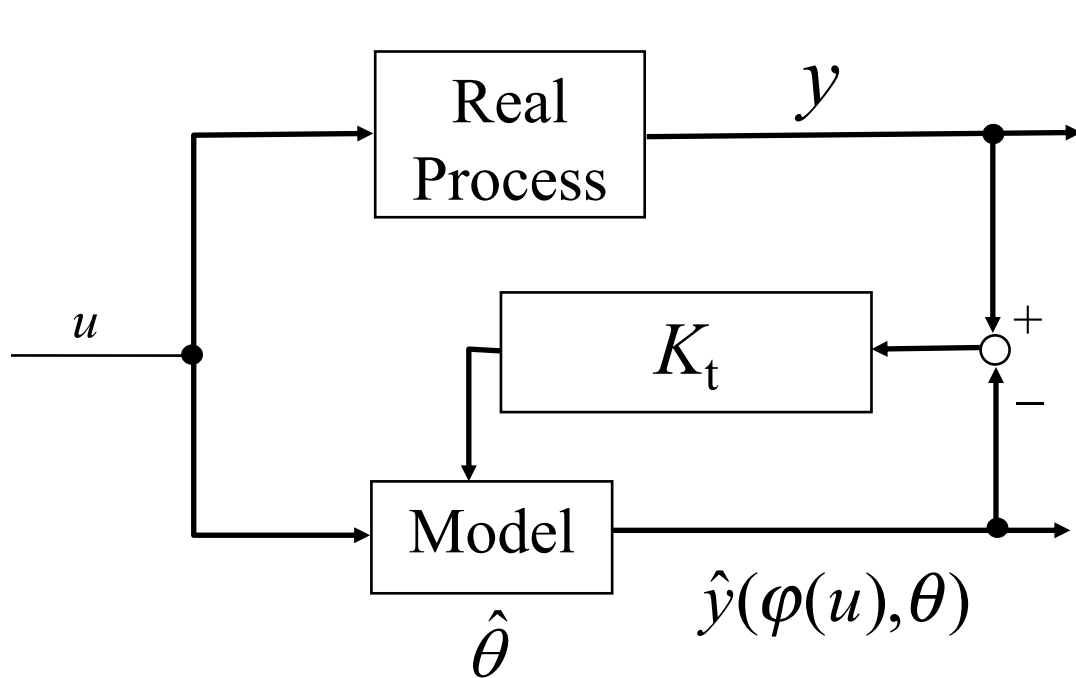 Real
Process
y
u
K_t
+
−
Model
ŷ(φ(u),θ)
θ̂